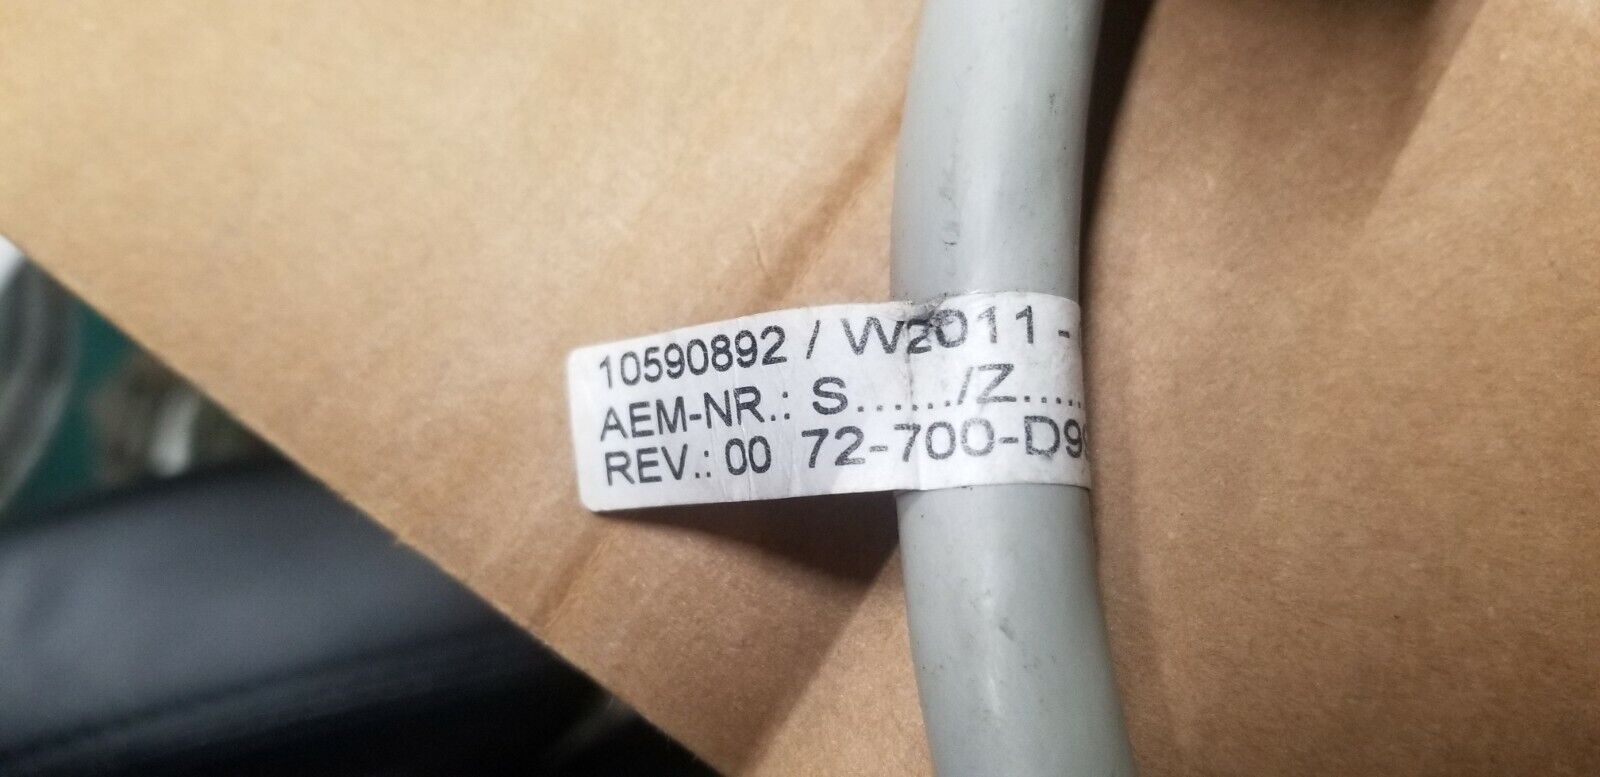 10590892 / W2011 -
AEM-NR.: S....../Z......
REV.: 00 72-700-D9